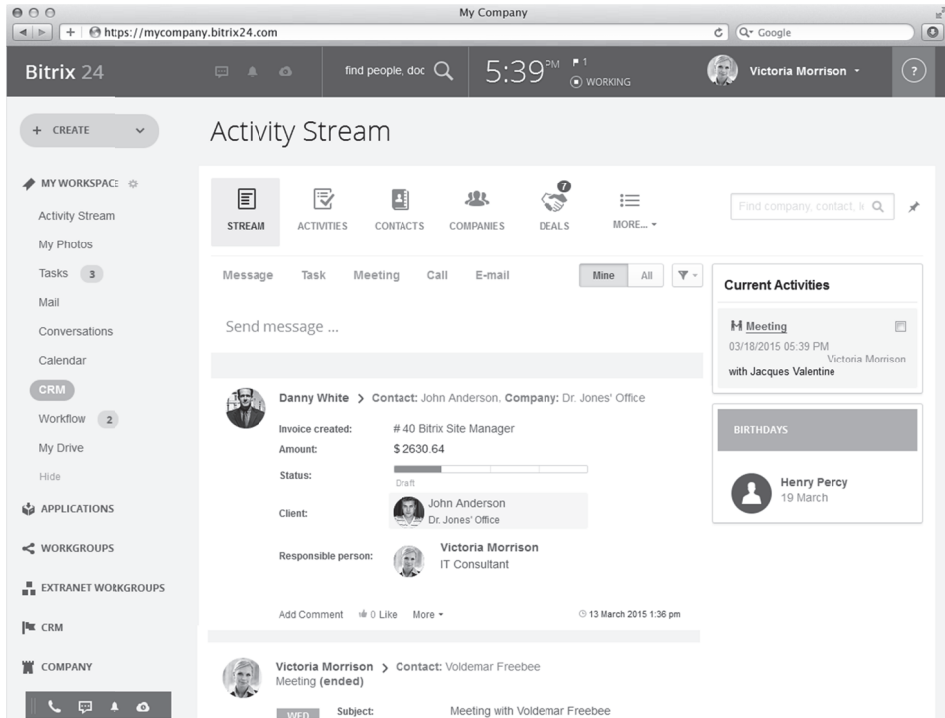 My Company
https://mycompany.bitrix24.com
Google
Bitrix 24
find people, doc
5:39 PM
1
WORKING
Victoria Morrison
?
+ CREATE
Activity Stream
MY WORKSPACE
Activity Stream
My Photos
Tasks 3
Mail
Conversations
Calendar
CRM
Workflow 2
My Drive
Hide
APPLICATIONS
WORKGROUPS
EXTRANET WORKGROUPS
CRM
COMPANY
STREAM
ACTIVITIES
CONTACTS
COMPANIES
7
DEALS
MORE...
Find company, contact, l
Message Task Meeting Call E-mail
Mine All
Send message ...
Danny White > Contact: John Anderson. Company: Dr. Jones' Office
Invoice created: # 40 Bitrix Site Manager
Amount: $ 2630.64
Status:
Draft
Client: John Anderson
Dr. Jones' Office
Responsible person: Victoria Morrison
IT Consultant
Add Comment 0 Like More 13 March 2015 1:36 pm
Victoria Morrison > Contact: Voldemar Freebee
Meeting (ended)
WED
Subject: Meeting with Voldemar Freebee
Current Activities
Meeting
03/18/2015 05:39 PM
Victoria Morrison
with Jacques Valentine
BIRTHDAYS
Henry Percy
19 March